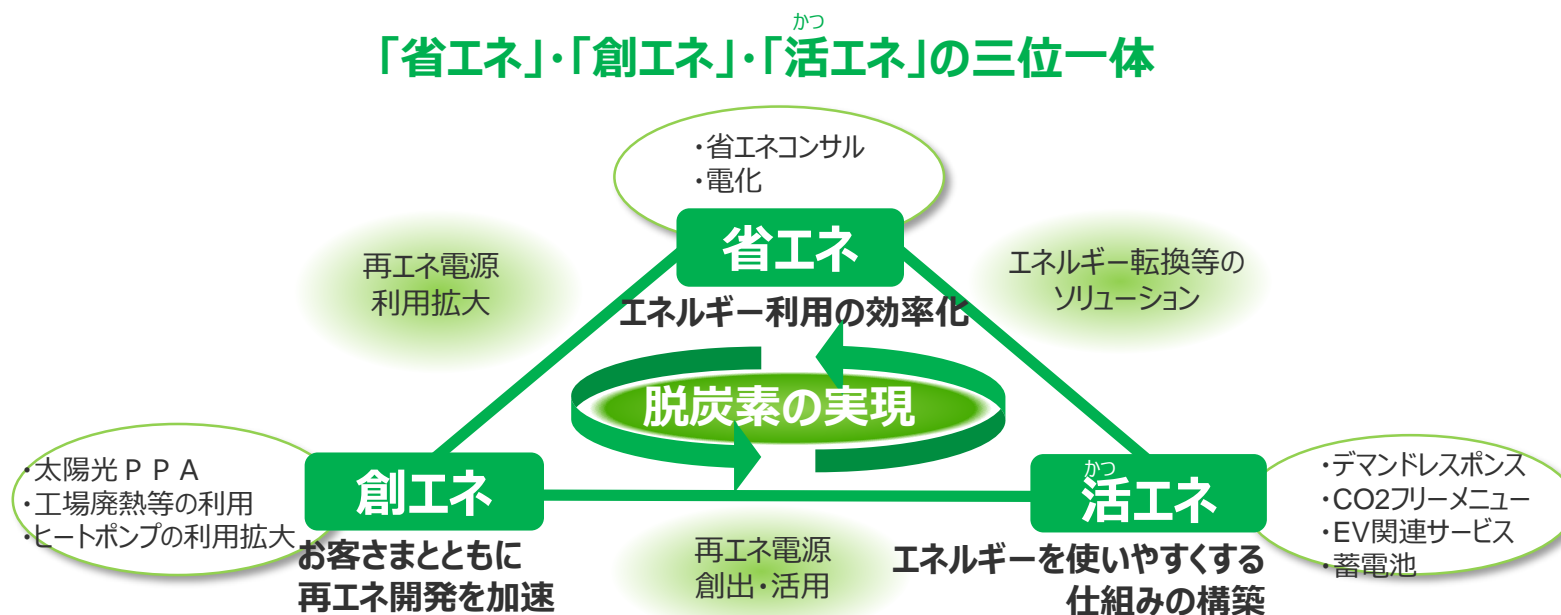 かつ
「省エネ」・「創エネ」・「活エネ」の三位一体
・省エネコンサル
・電化
省エネ
エネルギー利用の効率化
再エネ電源
利用拡大
エネルギー転換等の
ソリューション
脱炭素の実現
・太陽光ＰＰＡ
・工場廃熱等の利用
・ヒートポンプの利用拡大
創エネ
お客さまとともに
再エネ開発を加速
再エネ電源
創出・活用
かつ
活エネ
エネルギーを使いやすくする
仕組みの構築
・デマンドレスポンス
・CO2フリーメニュー
・EV関連サービス
・蓄電池